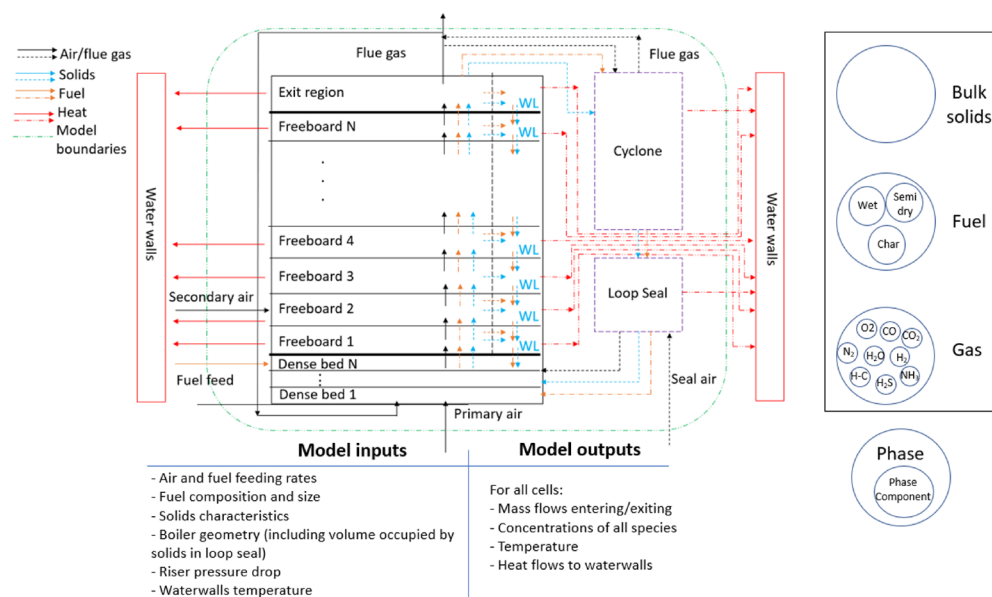 Air/flue gas
Solids
Fuel
Heat
Model
boundaries
Flue gas
Flue gas
Exit region
WL
Freeboard N
WL
Cyclone
Water walls
Water walls
Freeboard 4
WL
Freeboard 3
WL
Loop Seal
Secondary air
Freeboard 2
WL
Freeboard 1
WL
Dense bed N
Fuel feed
Dense bed 1
Seal air
Primary air
Bulk
solids
Wet
Semi
dry
Char
Fuel
O2
CO
CO₂
N₂
H₂O
H₂
H-C
H₂S
NH₃
Gas
Phase
Phase
Component
Model inputs
- Air and fuel feeding rates
- Fuel composition and size
- Solids characteristics
- Boiler geometry (including volume occupied by
solids in loop seal)
- Riser pressure drop
- Waterwalls temperature
Model outputs
For all cells:
- Mass flows entering/exiting
- Concentrations of all species
- Temperature
- Heat flows to waterwalls